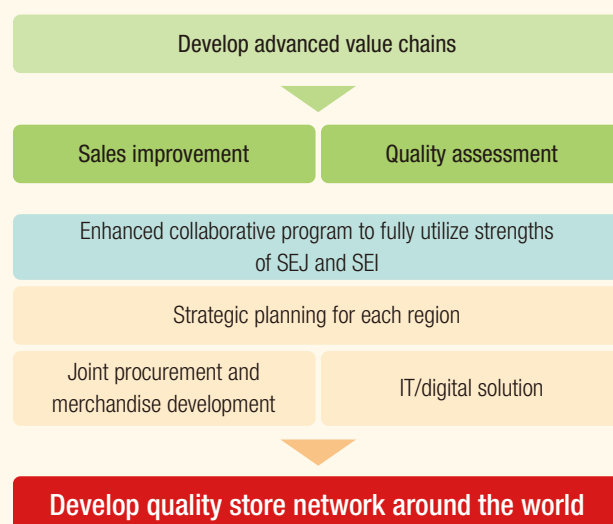 Develop advanced value chains
Sales improvement
Quality assessment
Enhanced collaborative program to fully utilize strengths
of SEJ and SEI
Strategic planning for each region
Joint procurement and
merchandise development
IT/digital solution
Develop quality store network around the world